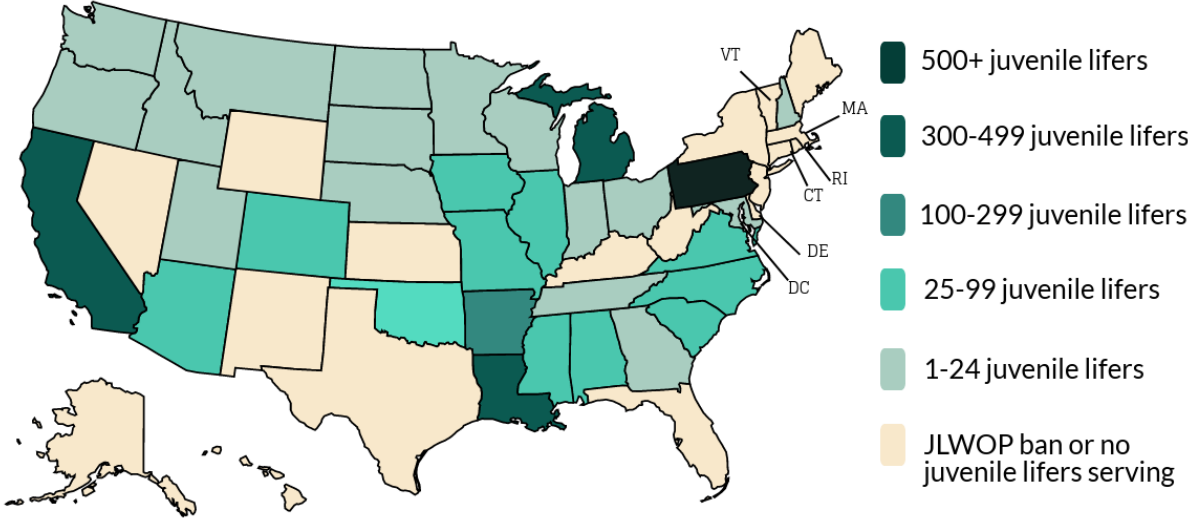 VT
MA
RI
CT
DE
DC
500+ juvenile lifers
300-499 juvenile lifers
100-299 juvenile lifers
25-99 juvenile lifers
1-24 juvenile lifers
JLWOP ban or no
juvenile lifers serving